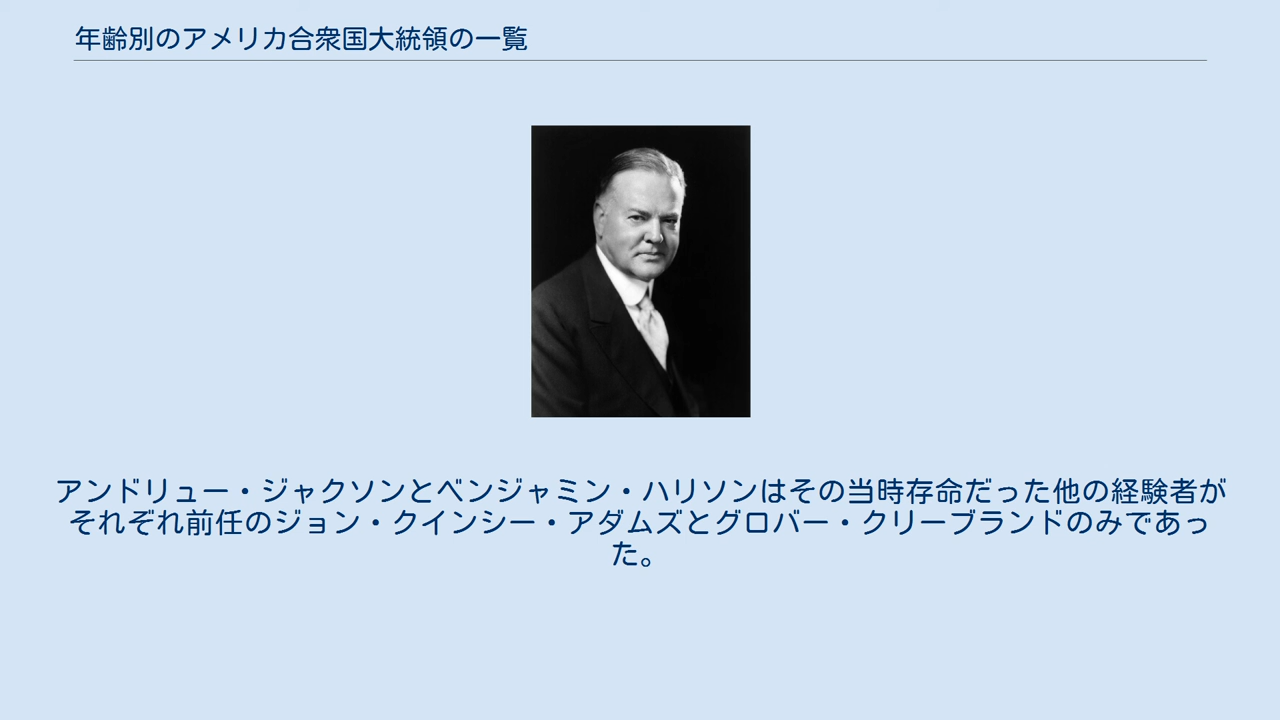 年齢別のアメリカ合衆国大統領の一覧
アンドリュー・ジャクソンとベンジャミン・ハリソンはその当時存命だった他の経験者が
それぞれ前任のジョン・クインシー・アダムズとグロバー・クリーブランドのみであっ
た。